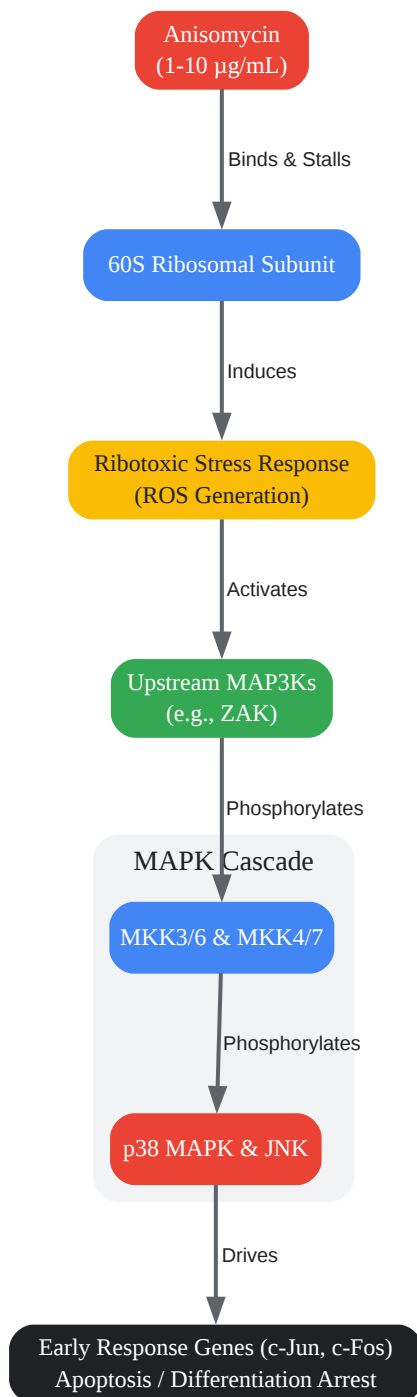 Anisomycin
(1-10 µg/mL)
Binds & Stalls
60S Ribosomal Subunit
Induces
Ribotoxic Stress Response
(ROS Generation)
Activates
Upstream MAP3Ks
(e.g., ZAK)
Phosphorylates
MAPK Cascade
MKK3/6 & MKK4/7
Phosphorylates
p38 MAPK & JNK
Drives
Early Response Genes (c-Jun, c-Fos)
Apoptosis / Differentiation Arrest